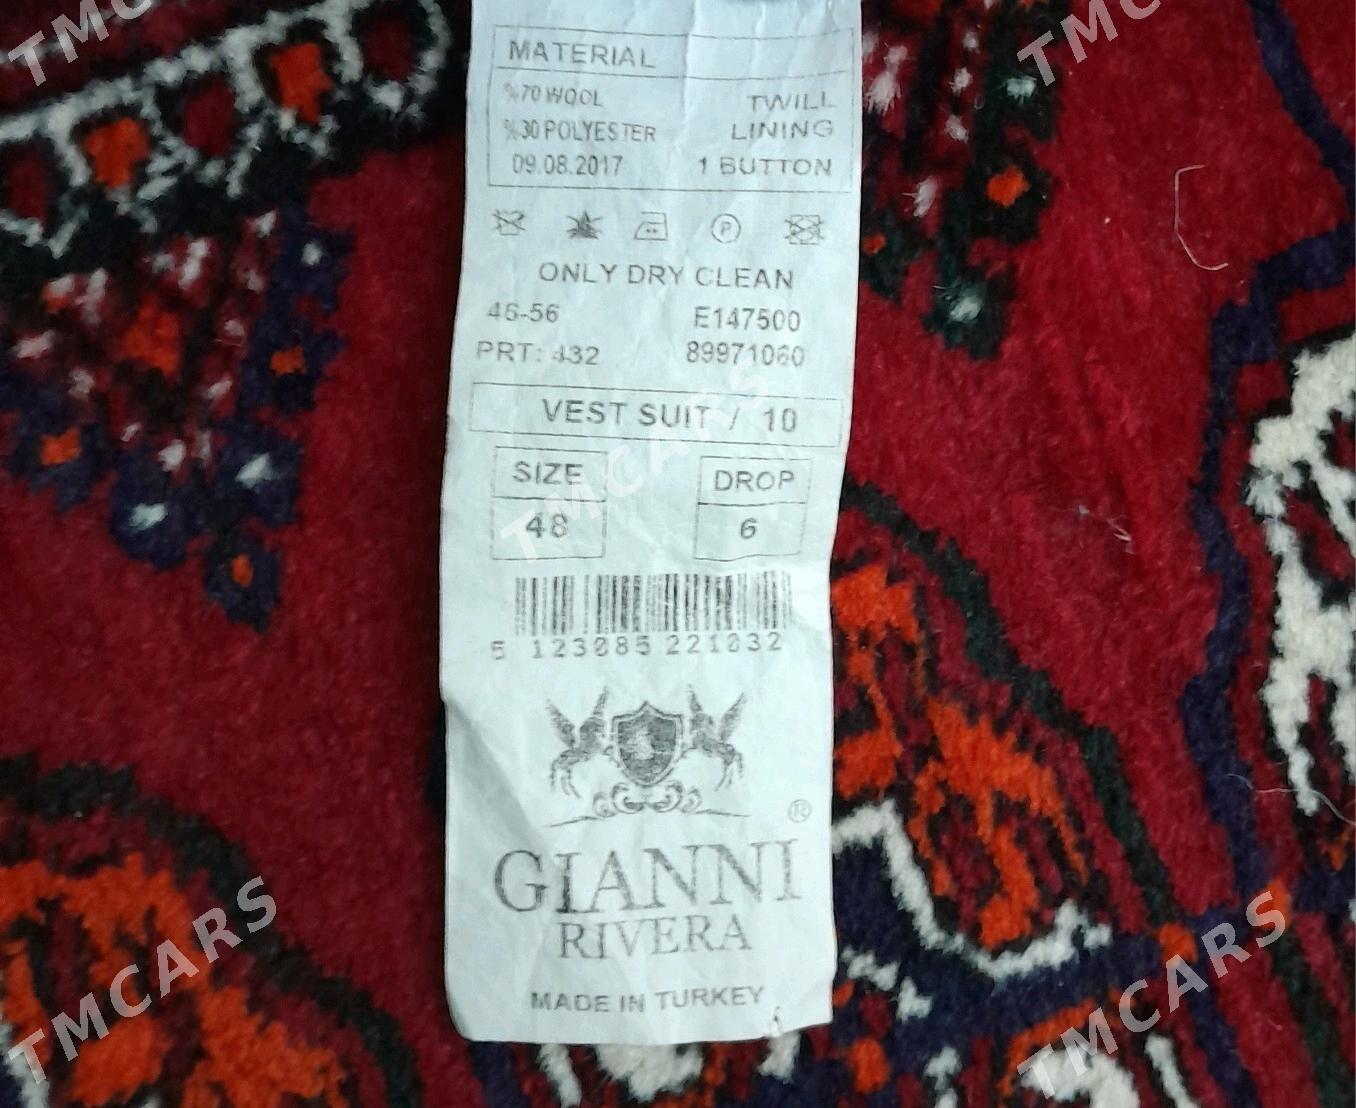 MATERIAL
%70 WOOL TWILL
%30 POLYESTER LINING
09.08.2017 1 BUTTON
P
ONLY DRY CLEAN
46-56 E147500
PRT: 432 89971060
VEST SUIT / 10
SIZE DROP
48 6
5 123085 221032
®
GIANNI
RIVERA
MADE IN TURKEY
TMCARS
TMCARS
TMCARS
TMCARS
TMCARS